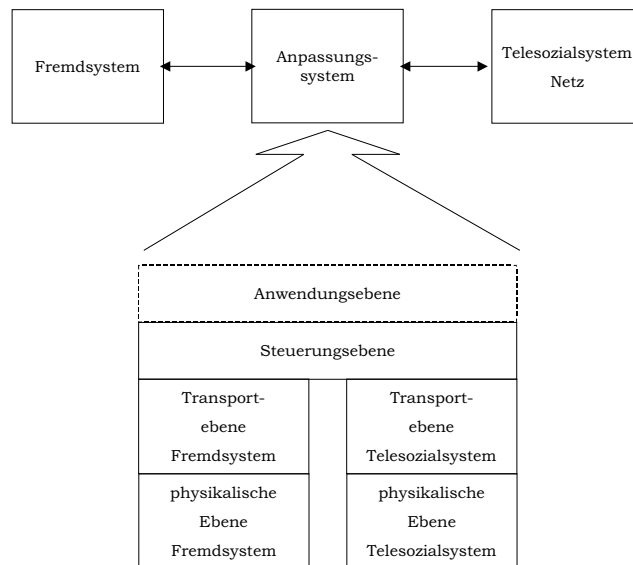 Fremdsystem
Anpassungs-
system
Telesozialsystem
Netz
Anwendungsebene
Steuerungsebene
Transport-
ebene
Fremdsystem
Transport-
ebene
Telesozialsystem
physikalische
Ebene
Fremdsystem
physikalische
Ebene
Telesozialsystem